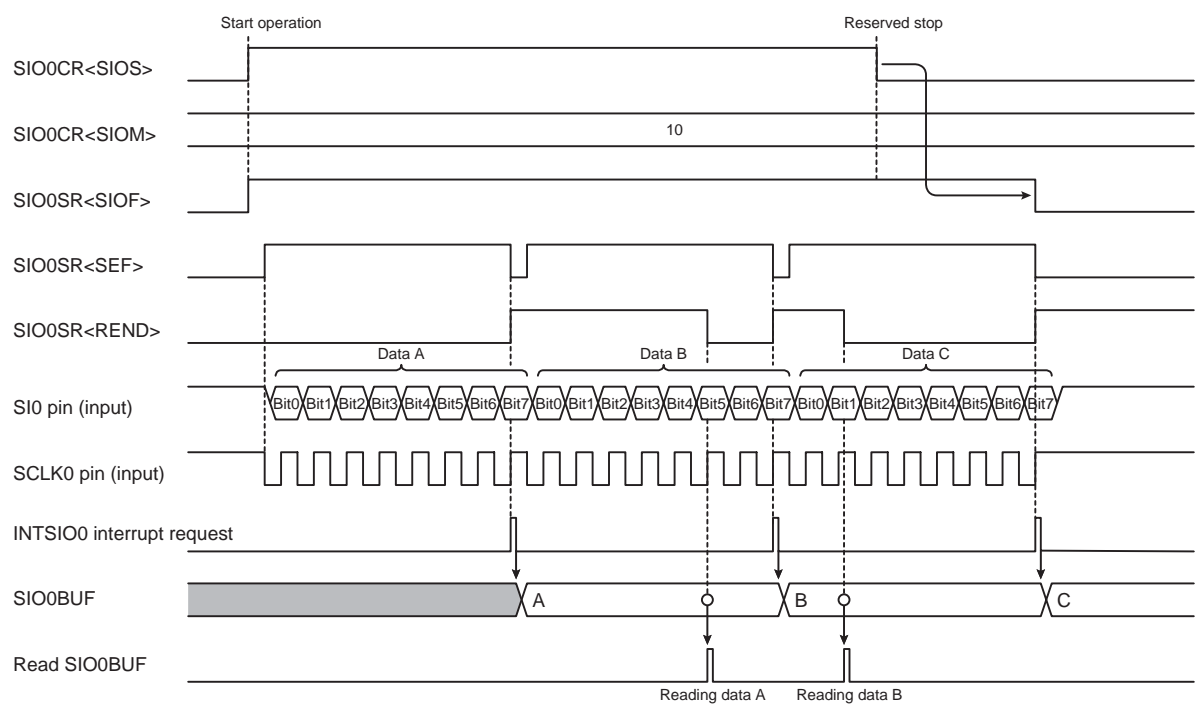 Start operation Reserved stop
SIO0CR<SIOS>
SIO0CR<SIOM> 10
SIO0SR<SIOF>
SIO0SR<SEF>
SIO0SR<REND>
Data A Data B Data C
SI0 pin (input) Bit0 Bit1 Bit2 Bit3 Bit4 Bit5 Bit6 Bit7 Bit0 Bit1 Bit2 Bit3 Bit4 Bit5 Bit6 Bit7 Bit0 Bit1 Bit2 Bit3 Bit4 Bit5 Bit6 Bit7
SCLK0 pin (input)
INTSIO0 interrupt request
SIO0BUF A B C
Read SIO0BUF
Reading data A Reading data B